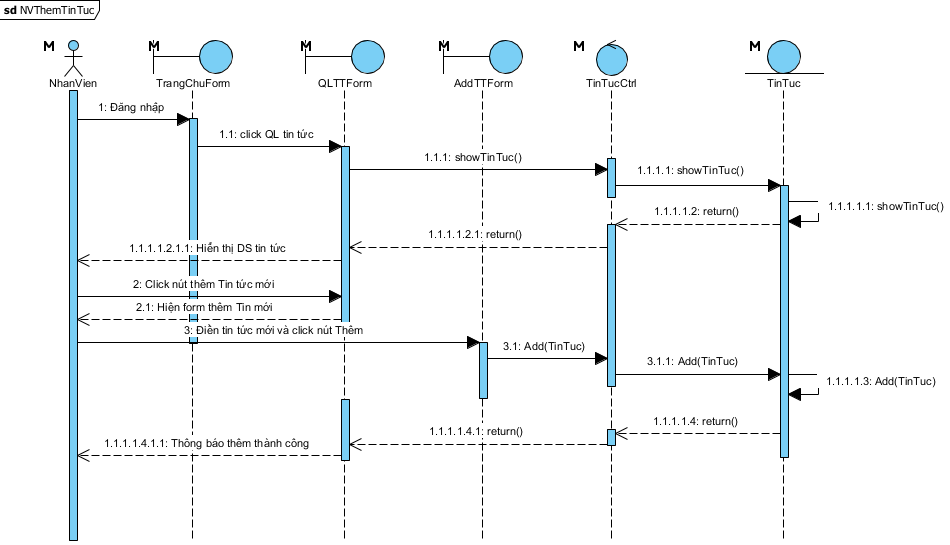 sd NVThemTinTuc
M
M
M
M
M
M
NhanVien
TrangChuForm
QLTTForm
AddTTForm
TinTucCtrl
TinTuc
1: Đăng nhập
1.1: click QL tin tức
1.1.1: showTinTuc()
1.1.1.1: showTinTuc()
1.1.1.1.1: showTinTuc()
1.1.1.1.2: return()
1.1.1.1.2.1: return()
1.1.1.1.2.1.1: Hiển thị DS tin tức
2: Click nút thêm Tin tức mới
2.1: Hiện form thêm Tin mới
3: Điền tin tức mới và click nút Thêm
3.1: Add(TinTuc)
3.1.1: Add(TinTuc)
1.1.1.1.3: Add(TinTuc)
1.1.1.1.4: return()
1.1.1.1.4.1: return()
1.1.1.1.4.1.1: Thông báo thêm thành công